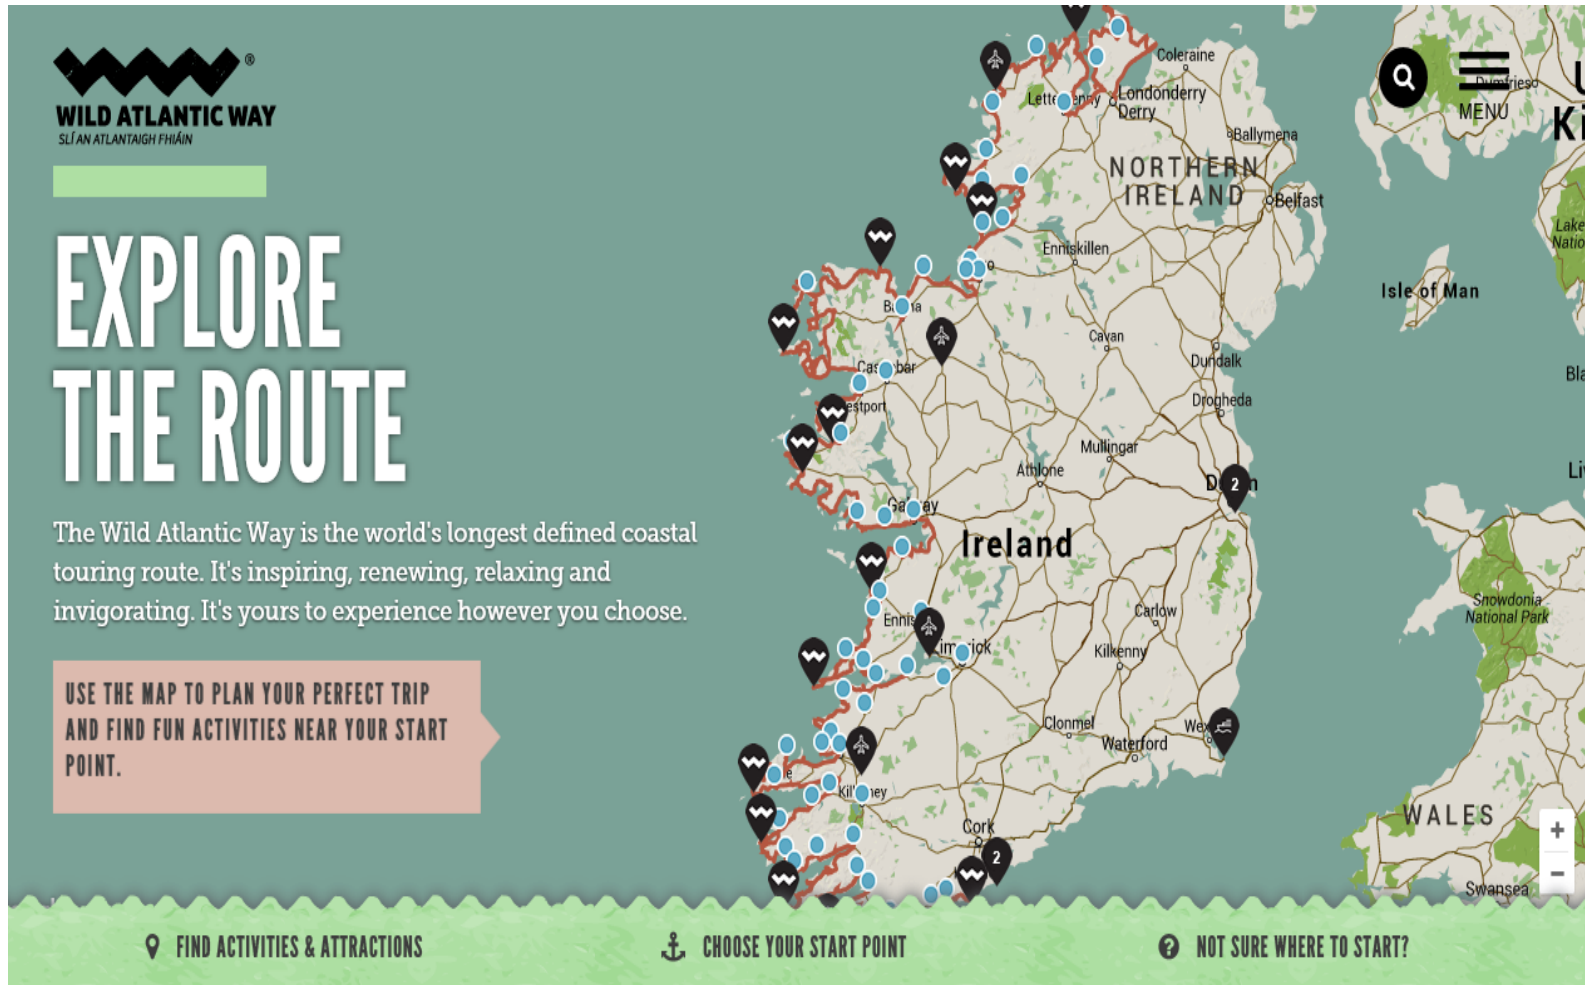 WILD ATLANTIC WAY®
SLÍ AN ATLANTAIGH FHIÁIN
EXPLORE
THE ROUTE
The Wild Atlantic Way is the world's longest defined coastal
touring route. It's inspiring, renewing, relaxing and
invigorating. It's yours to experience however you choose.
USE THE MAP TO PLAN YOUR PERFECT TRIP
AND FIND FUN ACTIVITIES NEAR YOUR START
POINT.
MENU
Coleraine
Londonderry
Derry
Ballymena
NORTHERN
IRELAND
Belfast
Enniskillen
Isle of Man
Cavan
Dundalk
Drogheda
Mullingar
Athlone
2
Ireland
Snowdonia
National Park
Carlow
Kilkenny
Clonmel
Waterford
WALES
Cork
2
Swansea
+
−
FIND ACTIVITIES & ATTRACTIONS
CHOOSE YOUR START POINT
NOT SURE WHERE TO START?